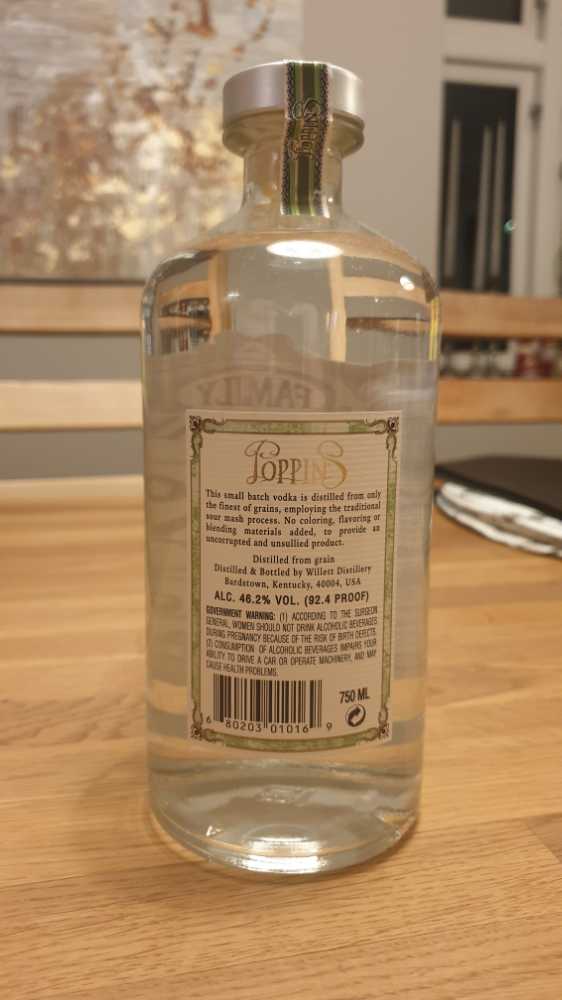 FAMILY
POPPINS
This small batch vodka is distilled from only
the finest of grains, employing the traditional
sour mash process. No coloring, flavoring or
blending materials added, to provide an
uncorrupted and unsullied product.
Distilled from grain
Distilled & Bottled by Willett Distillery
Bardstown, Kentucky, 40004, USA
ALC. 46.2% VOL. (92.4 PROOF)
GOVERNMENT WARNING: (1) ACCORDING TO THE SURGEON
GENERAL, WOMEN SHOULD NOT DRINK ALCOHOLIC BEVERAGES
DURING PREGNANCY BECAUSE OF THE RISK OF BIRTH DEFECTS.
(2) CONSUMPTION OF ALCOHOLIC BEVERAGES IMPAIRS YOUR
ABILITY TO DRIVE A CAR OR OPERATE MACHINERY, AND MAY
CAUSE HEALTH PROBLEMS.
750 ML
6 80203 01016 9